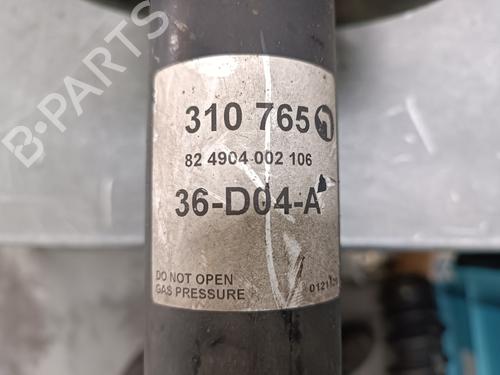 B-PARTS
310 765
82 4904 002 106
36-D04-A
DO NOT OPEN
GAS PRESSURE